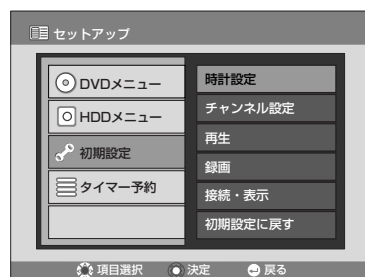 セットアップ
DVDメニュー
HDDメニュー
初期設定
タイマー予約
時計設定
チャンネル設定
再生
録画
接続・表示
初期設定に戻す
項目選択 決定 戻る